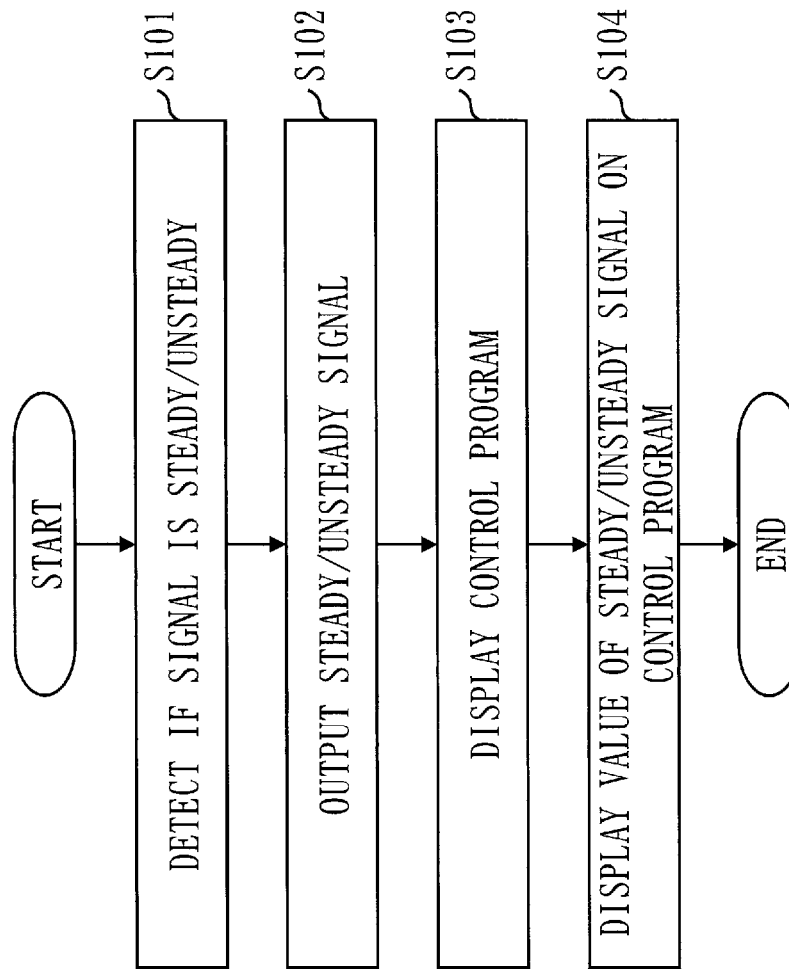 START
DETECT IF SIGNAL IS STEADY/UNSTEADY
S101
OUTPUT STEADY/UNSTEADY SIGNAL
S102
DISPLAY CONTROL PROGRAM
S103
DISPLAY VALUE OF STEADY/UNSTEADY SIGNAL ON
CONTROL PROGRAM
S104
END